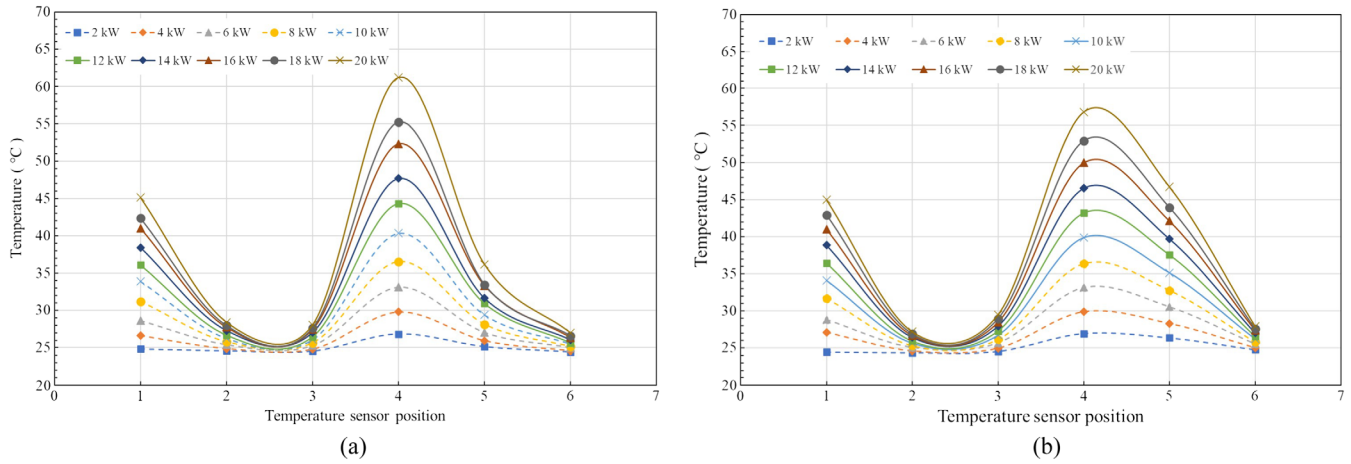 70
65
60
55
50
45
40
35
30
25
20
Temperature ( °C)
2 kW 4 kW 6 kW 8 kW 10 kW
12 kW 14 kW 16 kW 18 kW 20 kW
0 1 2 3 4 5 6 7
Temperature sensor position
(a)
70
65
60
55
50
45
40
35
30
25
20
Temperature ( °C)
2 kW 4 kW 6 kW 8 kW 10 kW
12 kW 14 kW 16 kW 18 kW 20 kW
0 1 2 3 4 5 6 7
Temperature sensor position
(b)